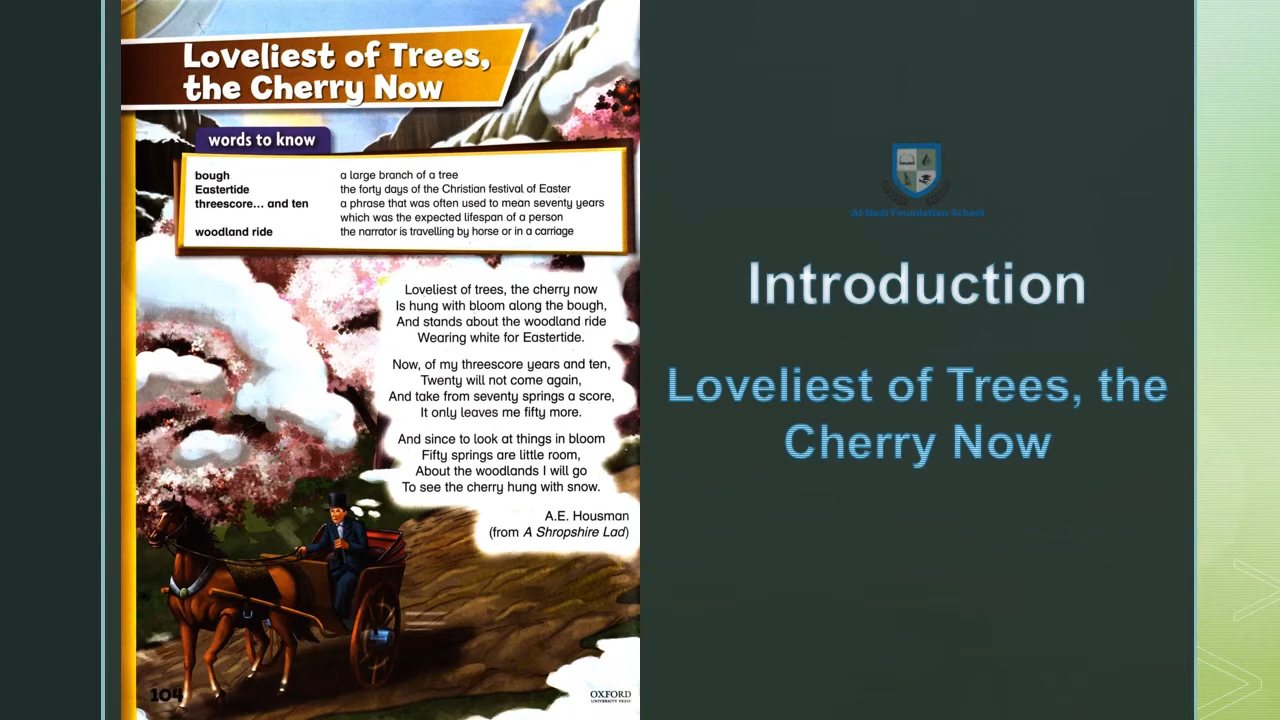 Loveliest of Trees,
the Cherry Now
words to know
bough a large branch of a tree
Eastertide the forty days of the Christian festival of Easter
threescore... and ten a phrase that was often used to mean seventy years
which was the expected lifespan of a person
woodland ride the narrator is travelling by horse or in a carriage
Loveliest of trees, the cherry now
Is hung with bloom along the bough,
And stands about the woodland ride
Wearing white for Eastertide.
Now, of my threescore years and ten,
Twenty will not come again,
And take from seventy springs a score,
It only leaves me fifty more.
And since to look at things in bloom
Fifty springs are little room,
About the woodlands I will go
To see the cherry hung with snow.
A.E. Housman
(from A Shropshire Lad)
104
OXFORD
UNIVERSITY PRESS
Al-Hadi Foundation School
Introduction
Loveliest of Trees, the
Cherry Now